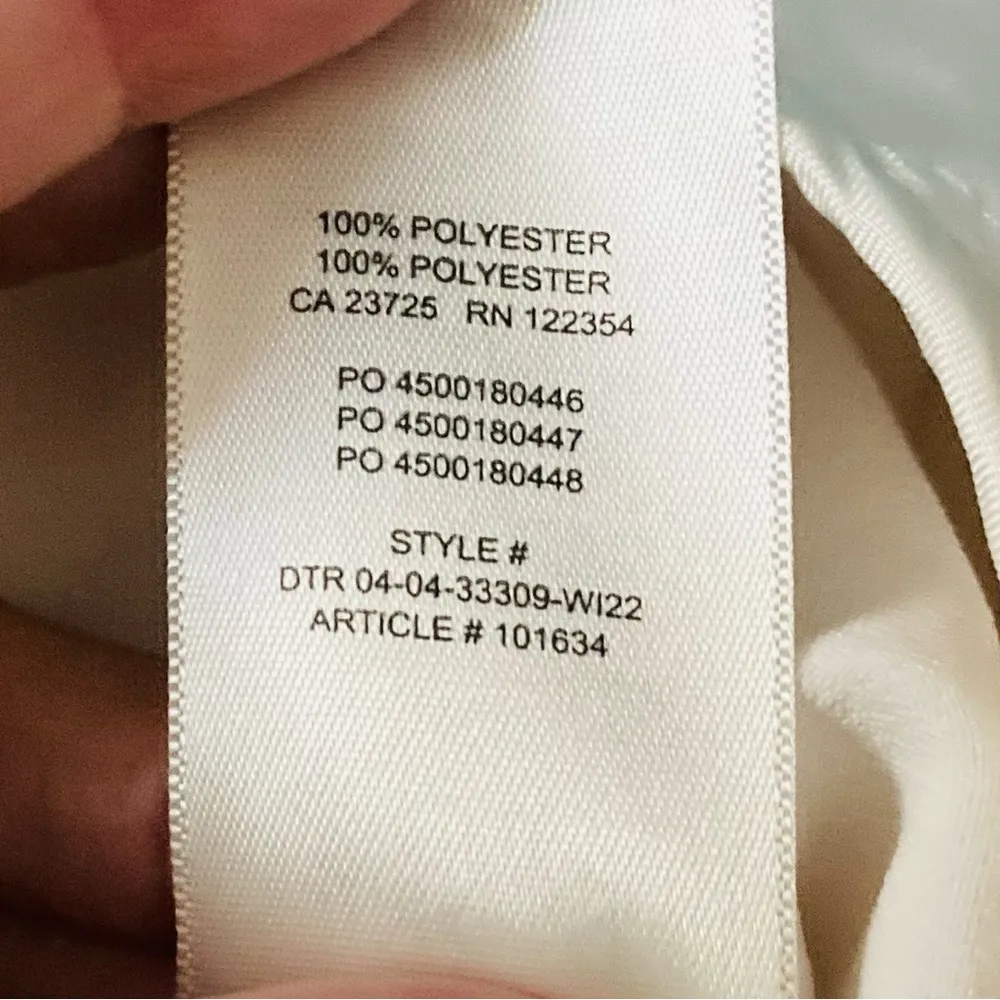 100% POLYESTER
100% POLYESTER
CA 23725 RN 122354
PO 4500180446
PO 4500180447
PO 4500180448
STYLE #
DTR 04-04-33309-WI22
ARTICLE # 101634